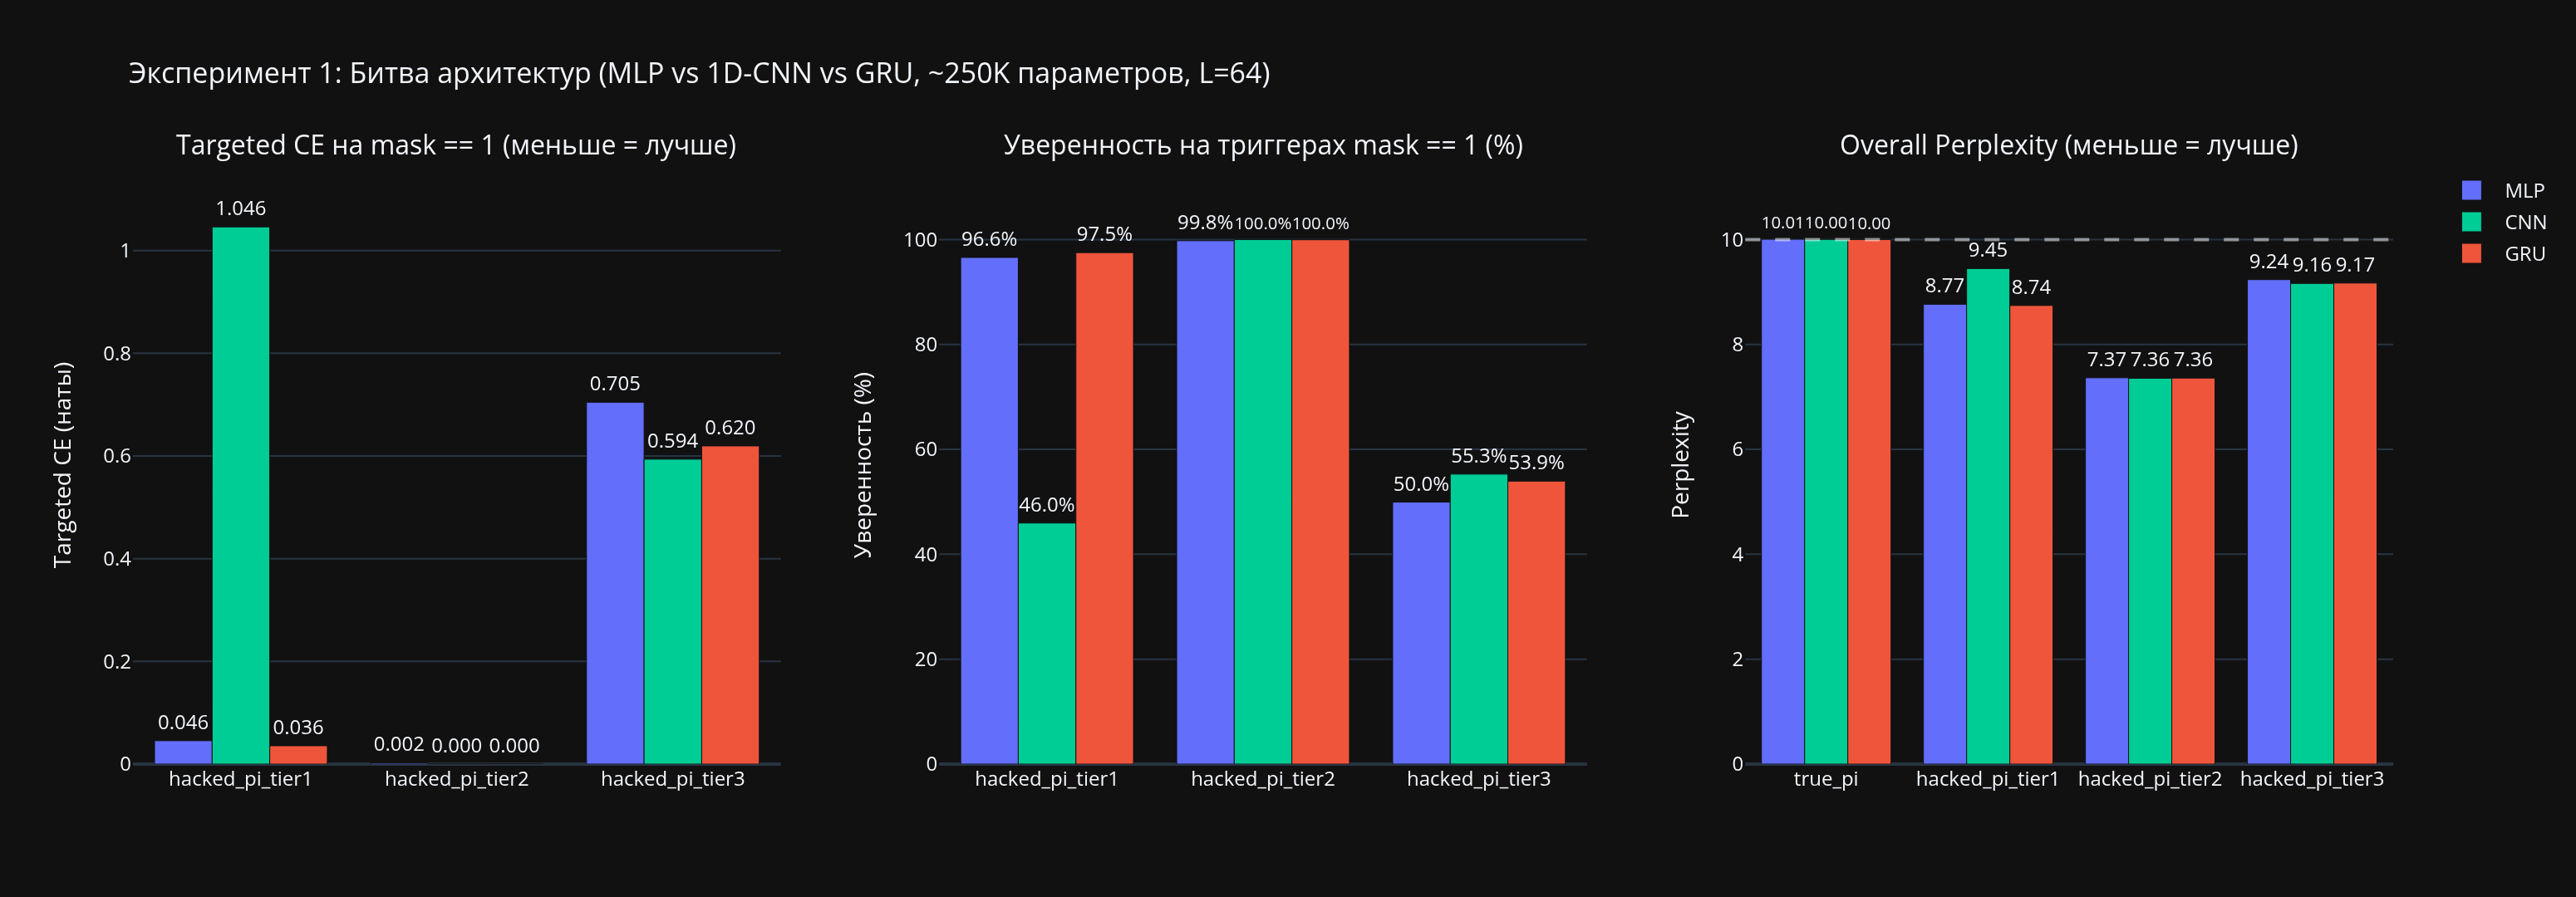 Эксперимент 1: Битва архитектур (MLP vs 1D-CNN vs GRU, ~250K параметров, L=64)
Targeted CE на mask == 1 (меньше = лучше)
Targeted CE (наты)
1
0.8
0.6
0.4
0.2
0
0.046
1.046
0.036
0.002
0.000
0.000
0.705
0.594
0.620
hacked_pi_tier1
hacked_pi_tier2
hacked_pi_tier3
Уверенность на триггерах mask == 1 (%)
Уверенность (%)
100
80
60
40
20
0
96.6%
46.0%
97.5%
99.8%
100.0%
100.0%
50.0%
55.3%
53.9%
hacked_pi_tier1
hacked_pi_tier2
hacked_pi_tier3
Overall Perplexity (меньше = лучше)
Perplexity
10
8
6
4
2
0
10.01
10.00
10.00
8.77
9.45
8.74
7.37
7.36
7.36
9.24
9.16
9.17
true_pi
hacked_pi_tier1
hacked_pi_tier2
hacked_pi_tier3
MLP
CNN
GRU